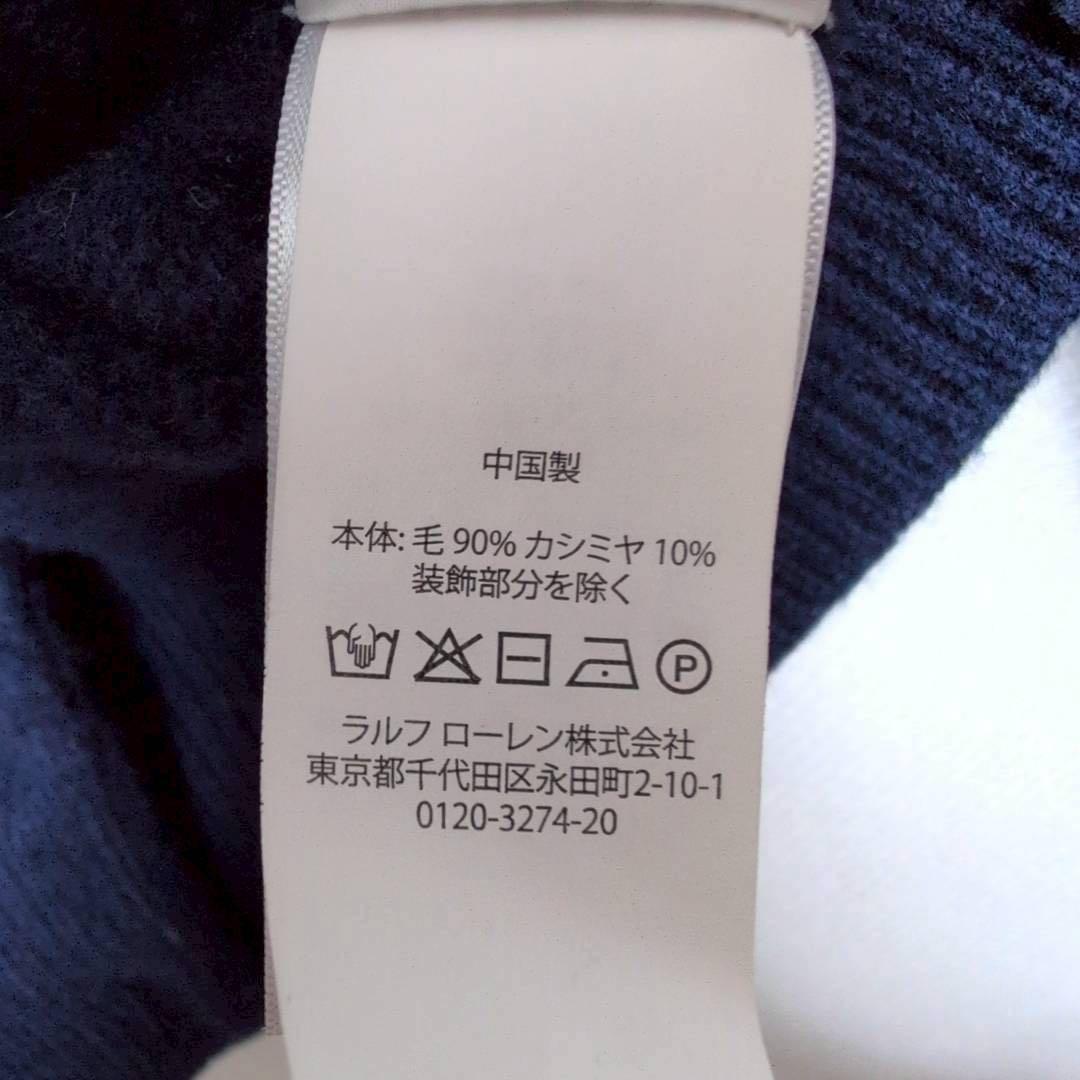 中国製
本体: 毛 90% カシミヤ 10%
装飾部分を除く
P
ラルフ ローレン株式会社
東京都千代田区永田町2-10-1
0120-3274-20